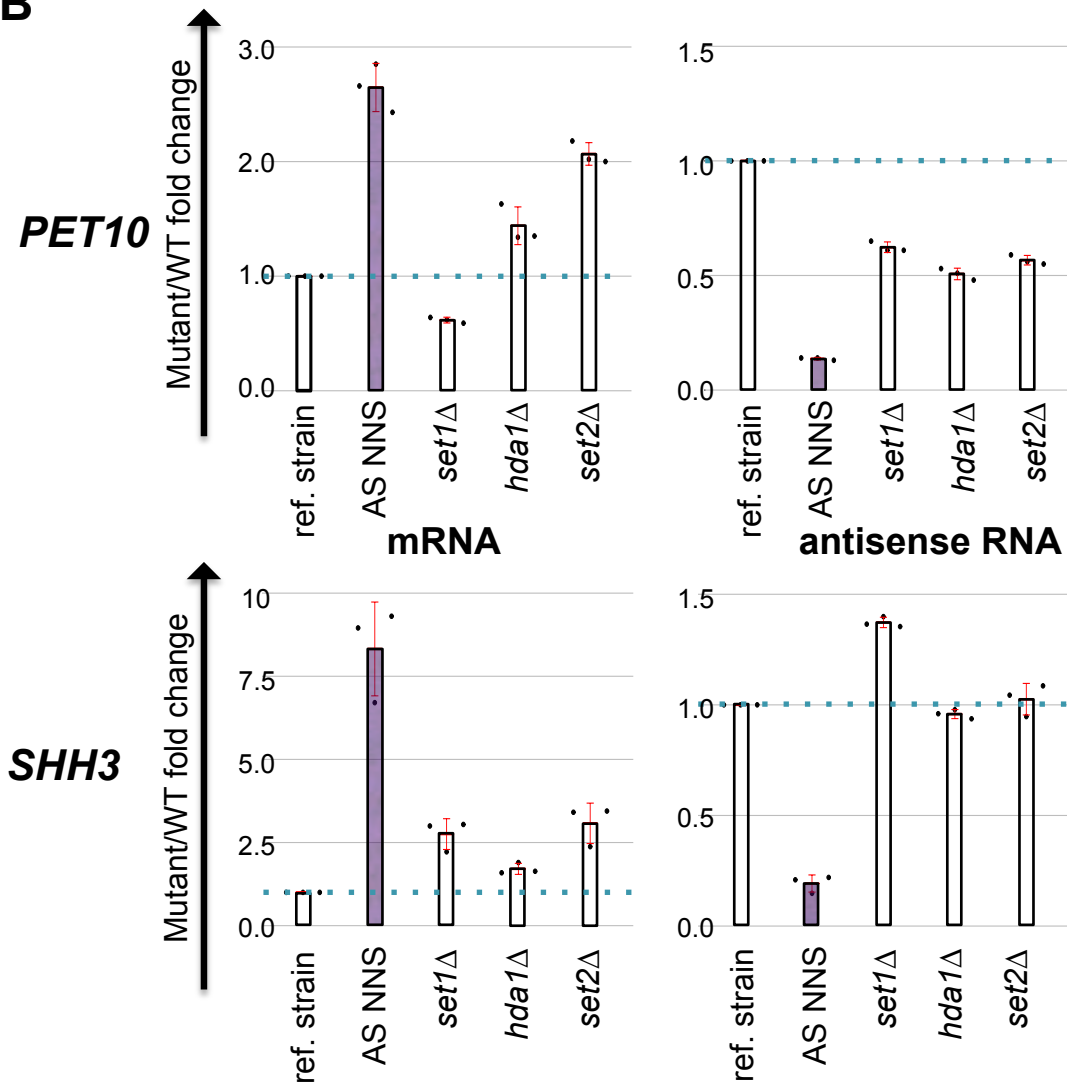 B
PET10
Mutant/WT fold change
3.0
2.0
1.0
0.0
ref. strain
AS NNS
set1Δ
hda1Δ
set2Δ
mRNA
1.5
1.0
0.5
0.0
ref. strain
AS NNS
set1Δ
hda1Δ
set2Δ
antisense RNA
SHH3
Mutant/WT fold change
10
7.5
5.0
2.5
0.0
ref. strain
AS NNS
set1Δ
hda1Δ
set2Δ
1.5
1.0
0.5
0.0
ref. strain
AS NNS
set1Δ
hda1Δ
set2Δ